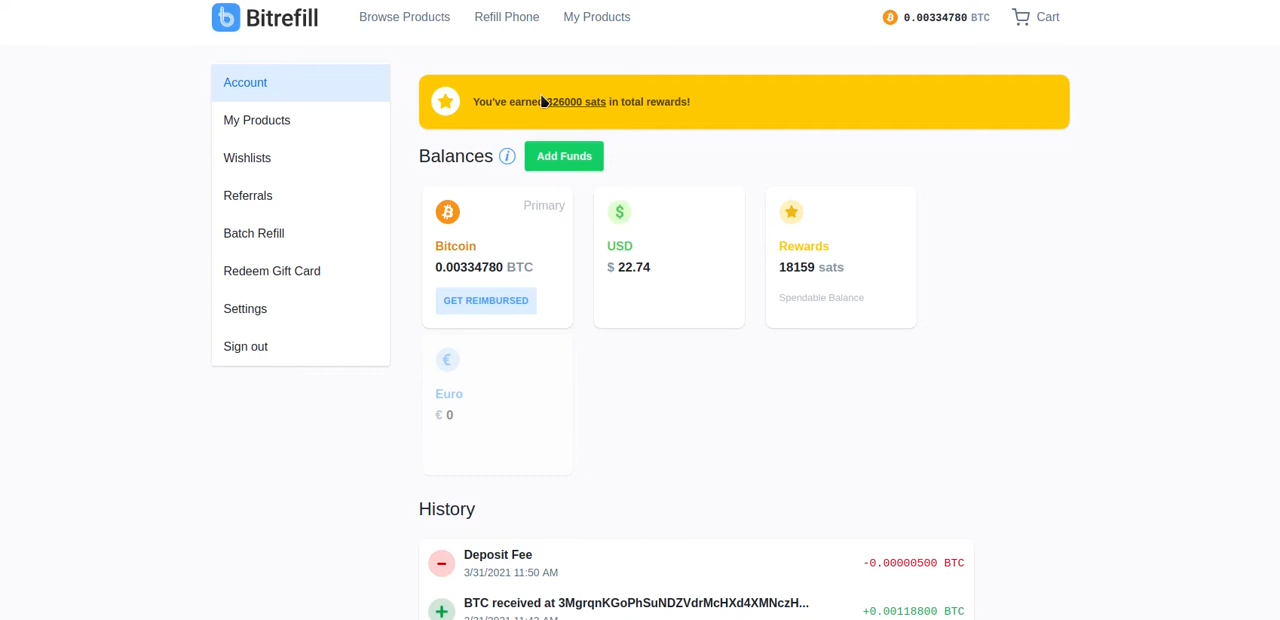 Bitrefill
Browse Products
Refill Phone
My Products
0.00334780 BTC
Cart
Account
My Products
Wishlists
Referrals
Batch Refill
Redeem Gift Card
Settings
Sign out
You've earned 326000 sats in total rewards!
Balances
Add Funds
Primary
Bitcoin
0.00334780 BTC
GET REIMBURSED
USD
$ 22.74
Rewards
18159 sats
Spendable Balance
Euro
€ 0
History
Deposit Fee
3/31/2021 11:50 AM
-0.00000500 BTC
BTC received at 3MgrqnKGoPhSuNDZVdrMcHXd4XMNczH...
+0.00118800 BTC